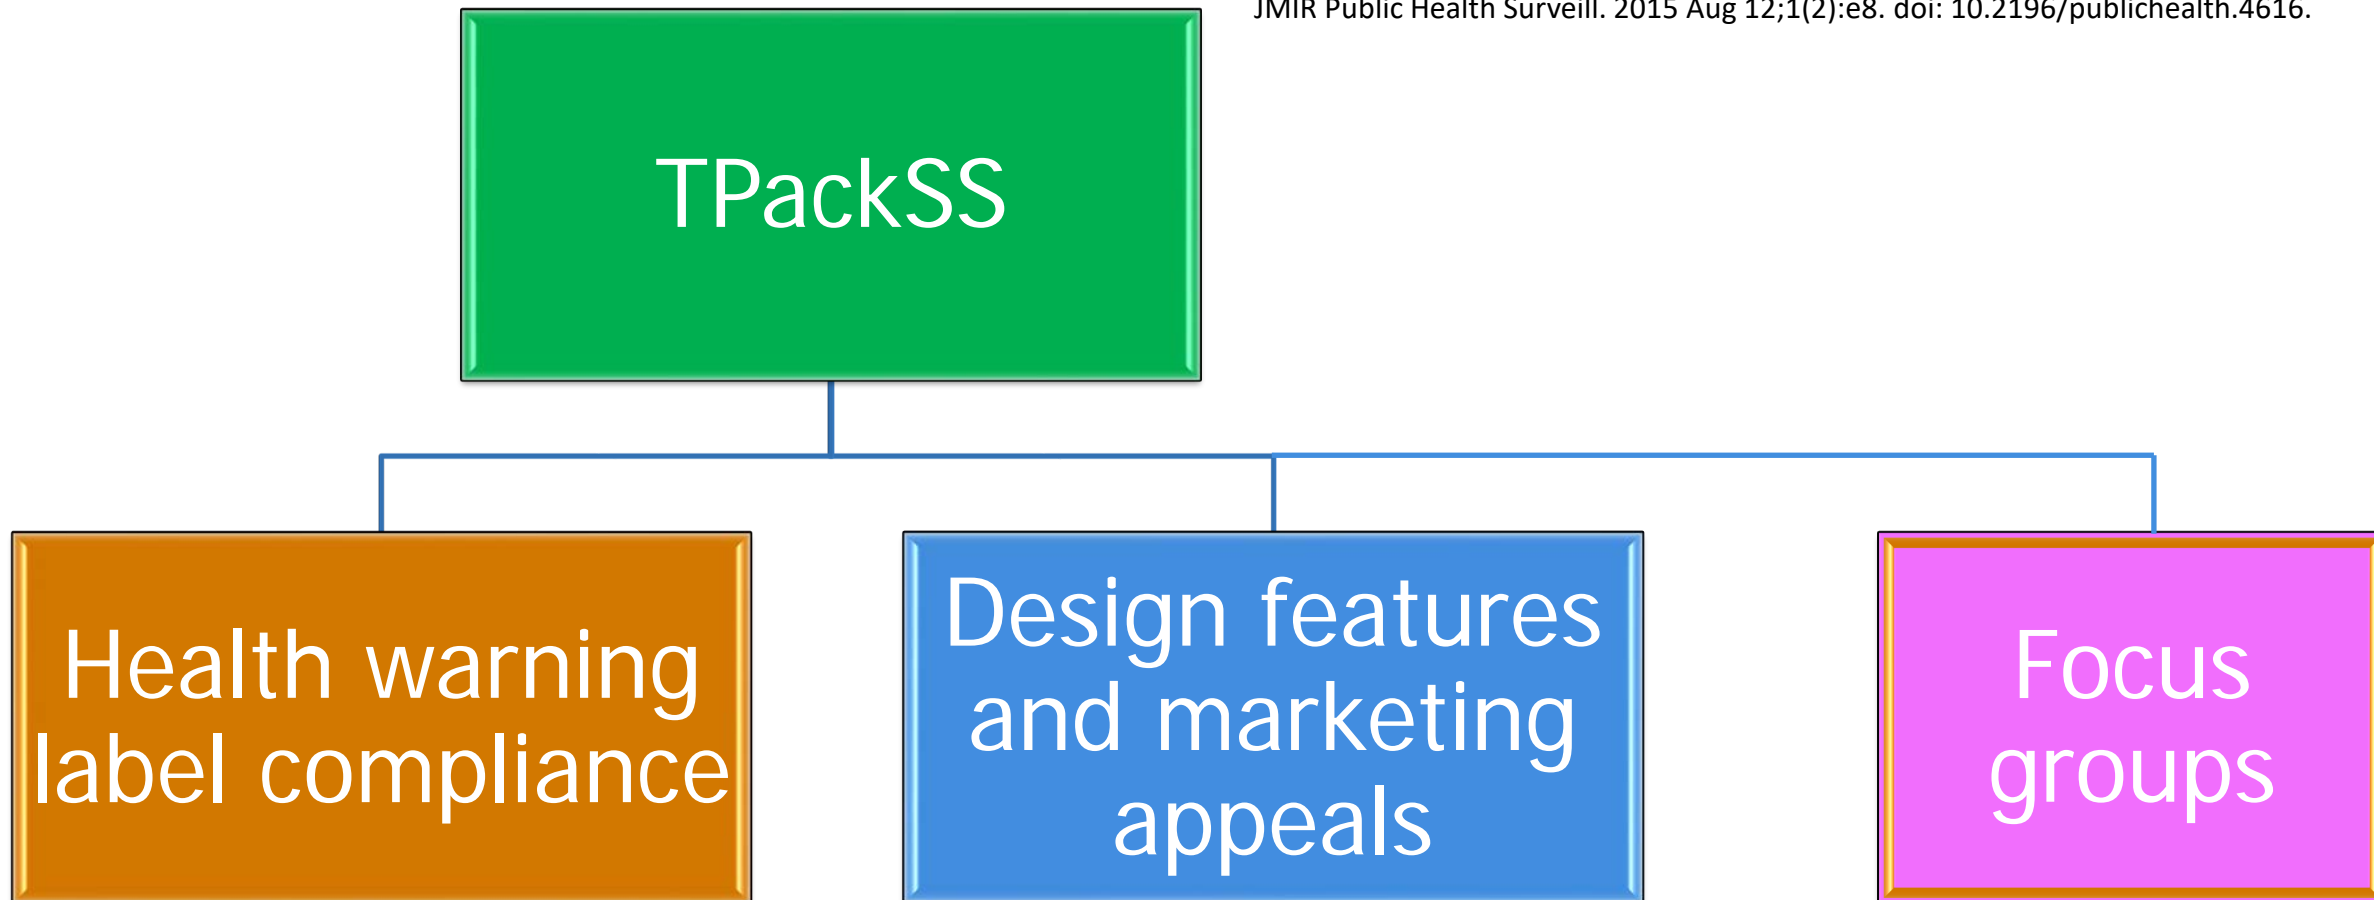 JMIR Public Health Surveill. 2015 Aug 12;1(2):e8. doi: 10.2196/publichealth.4616.
TPackSS
Health warning
label compliance
Design features
and marketing
appeals
Focus
groups